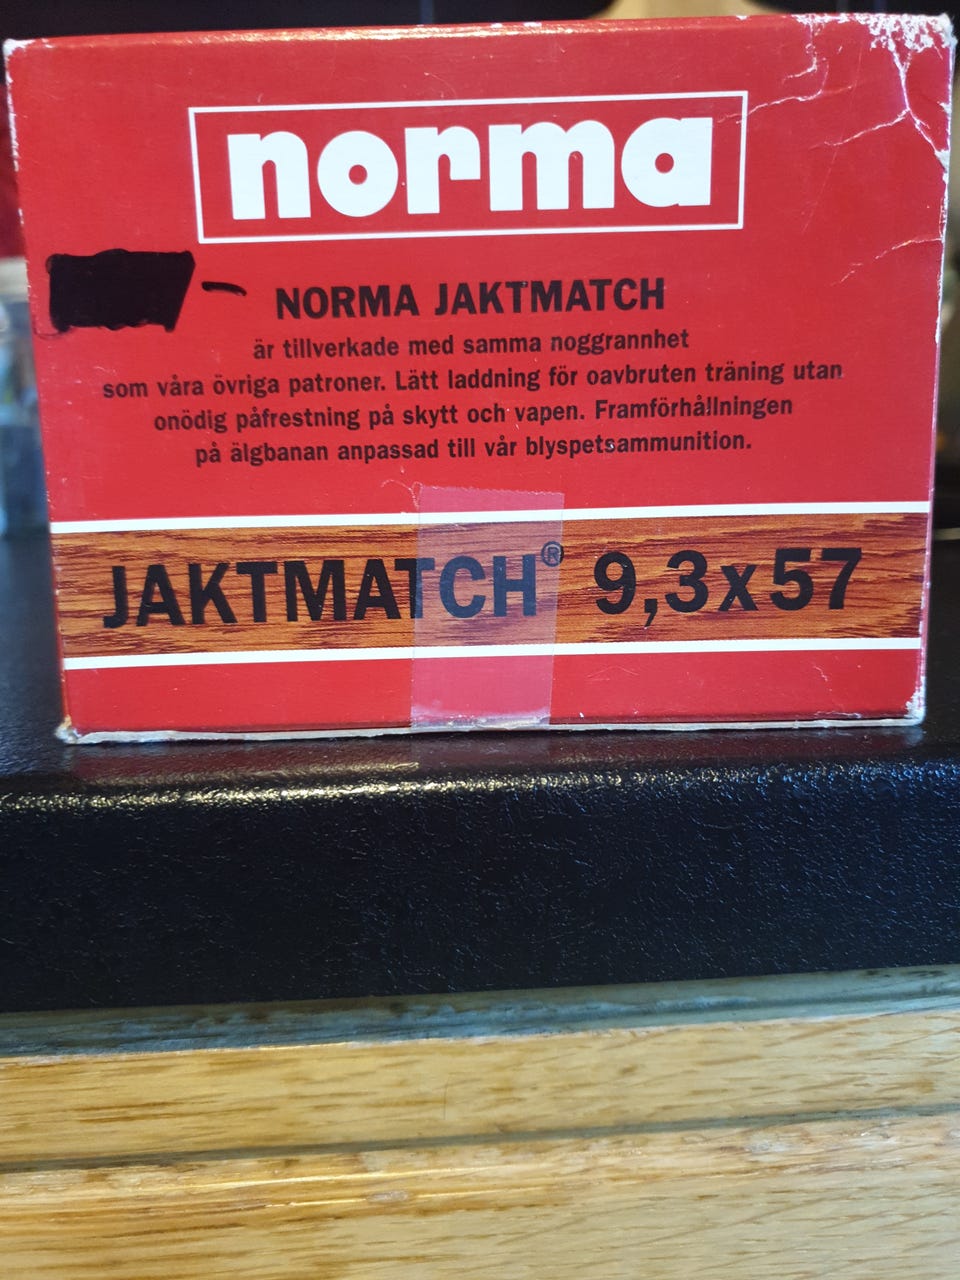 norma
NORMA JAKTMATCH
är tillverkade med samma noggrannhet
som våra övriga patroner. Lätt laddning för oavbruten träning utan
onödig påfrestning på skytt och vapen. Framförhållningen
på älgbanan anpassad till vår blyspetsammunition.
JAKTMATCH® 9,3x57